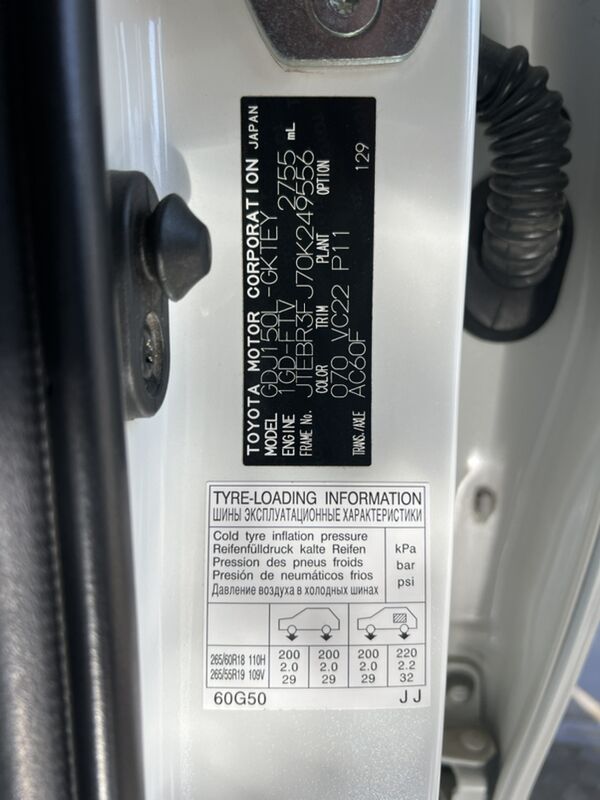 TOYOTA MOTOR CORPORATION JAPAN
MODEL GDJ150L -GKTEY
ENGINE 1GD-FTV 2755 mL
FRAME No. JTEBR3FJ70K249556
COLOR TRIM PLANT OPTION
070 VC22 P11 129
TRANS./AXLE AC60F
TYRE-LOADING INFORMATION
ШИНЫ ЭКСПЛУАТАЦИОННЫЕ ХАРАКТЕРИСТИКИ
Cold tyre inflation pressure
Reifenfülldruck kalte Reifen
Pression des pneus froids
Presión de neumáticos frios
Давление воздуха в холодных шинах
kPa
bar
psi
265/60R18 110H
265/55R19 109V
200 200 200 220
2.0 2.0 2.0 2.2
29 29 29 32
60G50 JJ